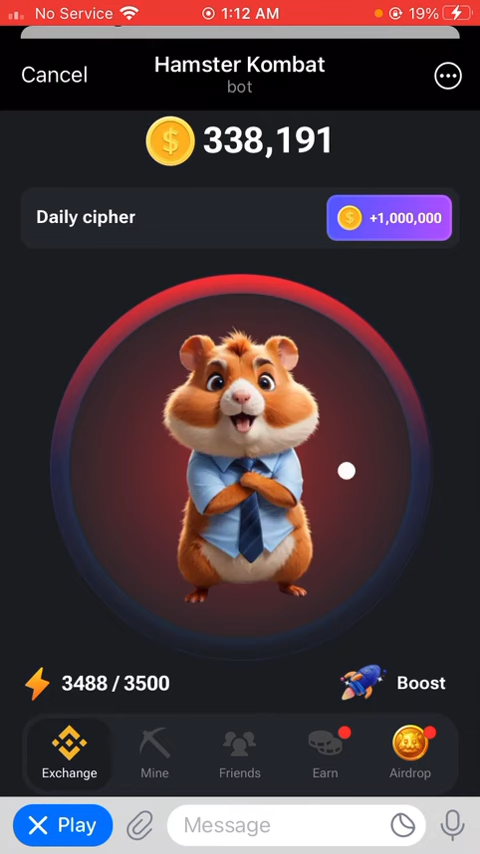 No Service 1:12 AM 19%
Cancel Hamster Kombat
bot
$ 338,191
Daily cipher $ +1,000,000
3488 / 3500 Boost
Exchange Mine Friends Earn Airdrop
Play Message